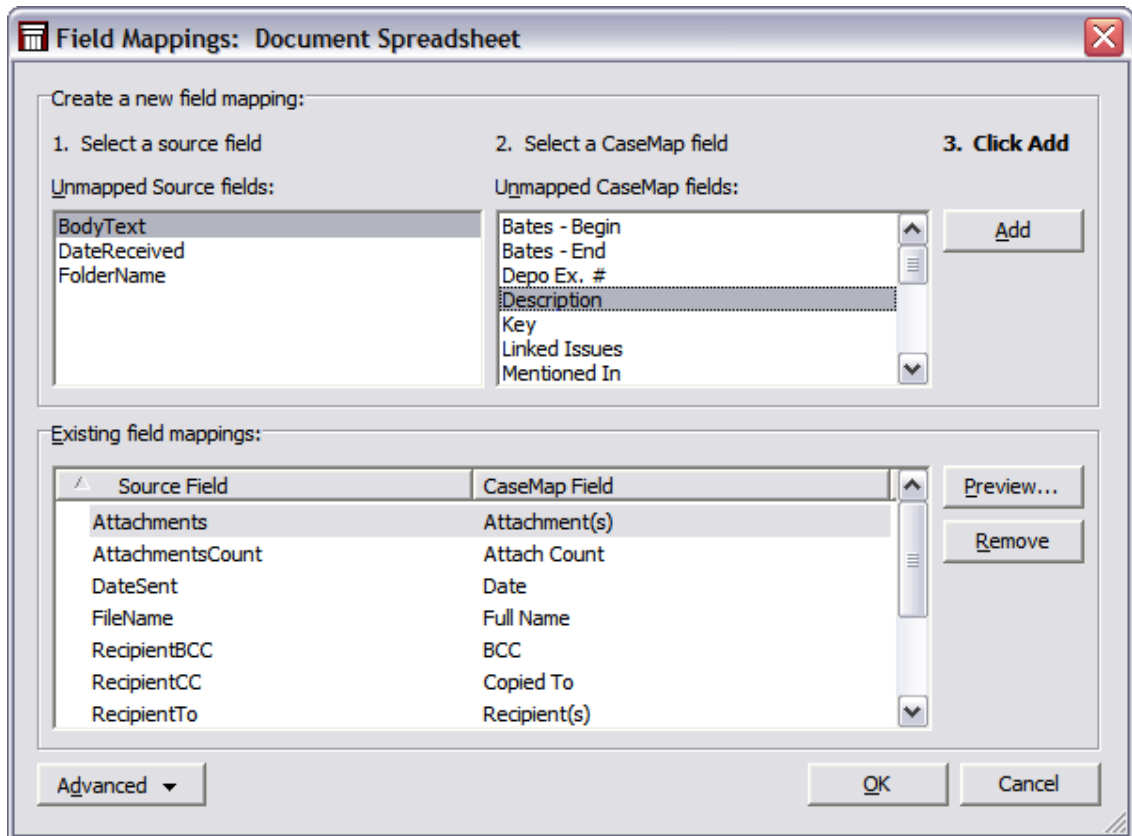 Field Mappings: Document Spreadsheet
Create a new field mapping:
1. Select a source field
2. Select a CaseMap field
3. Click Add
Unmapped Source fields:
Unmapped CaseMap fields:
BodyText
DateReceived
FolderName
Bates - Begin
Bates - End
Depo Ex. #
Description
Key
Linked Issues
Mentioned In
Add
Existing field mappings:
Source Field CaseMap Field
Attachments Attachment(s)
AttachmentsCount Attach Count
DateSent Date
FileName Full Name
RecipientBCC BCC
RecipientCC Copied To
RecipientTo Recipient(s)
Preview...
Remove
Advanced
OK
Cancel